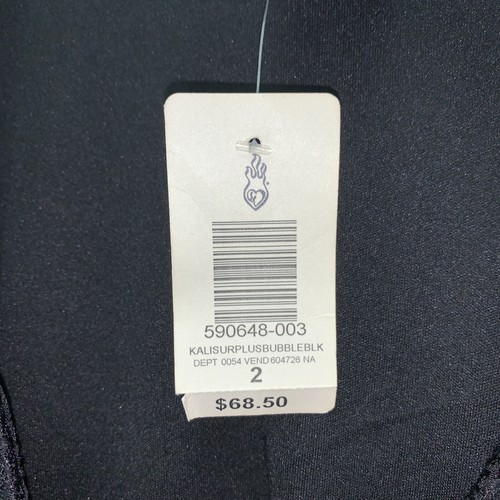 590648-003
KALISURPLUSBUBBLEBLK
DEPT 0054 VEND 604726 NA
2
$68.50